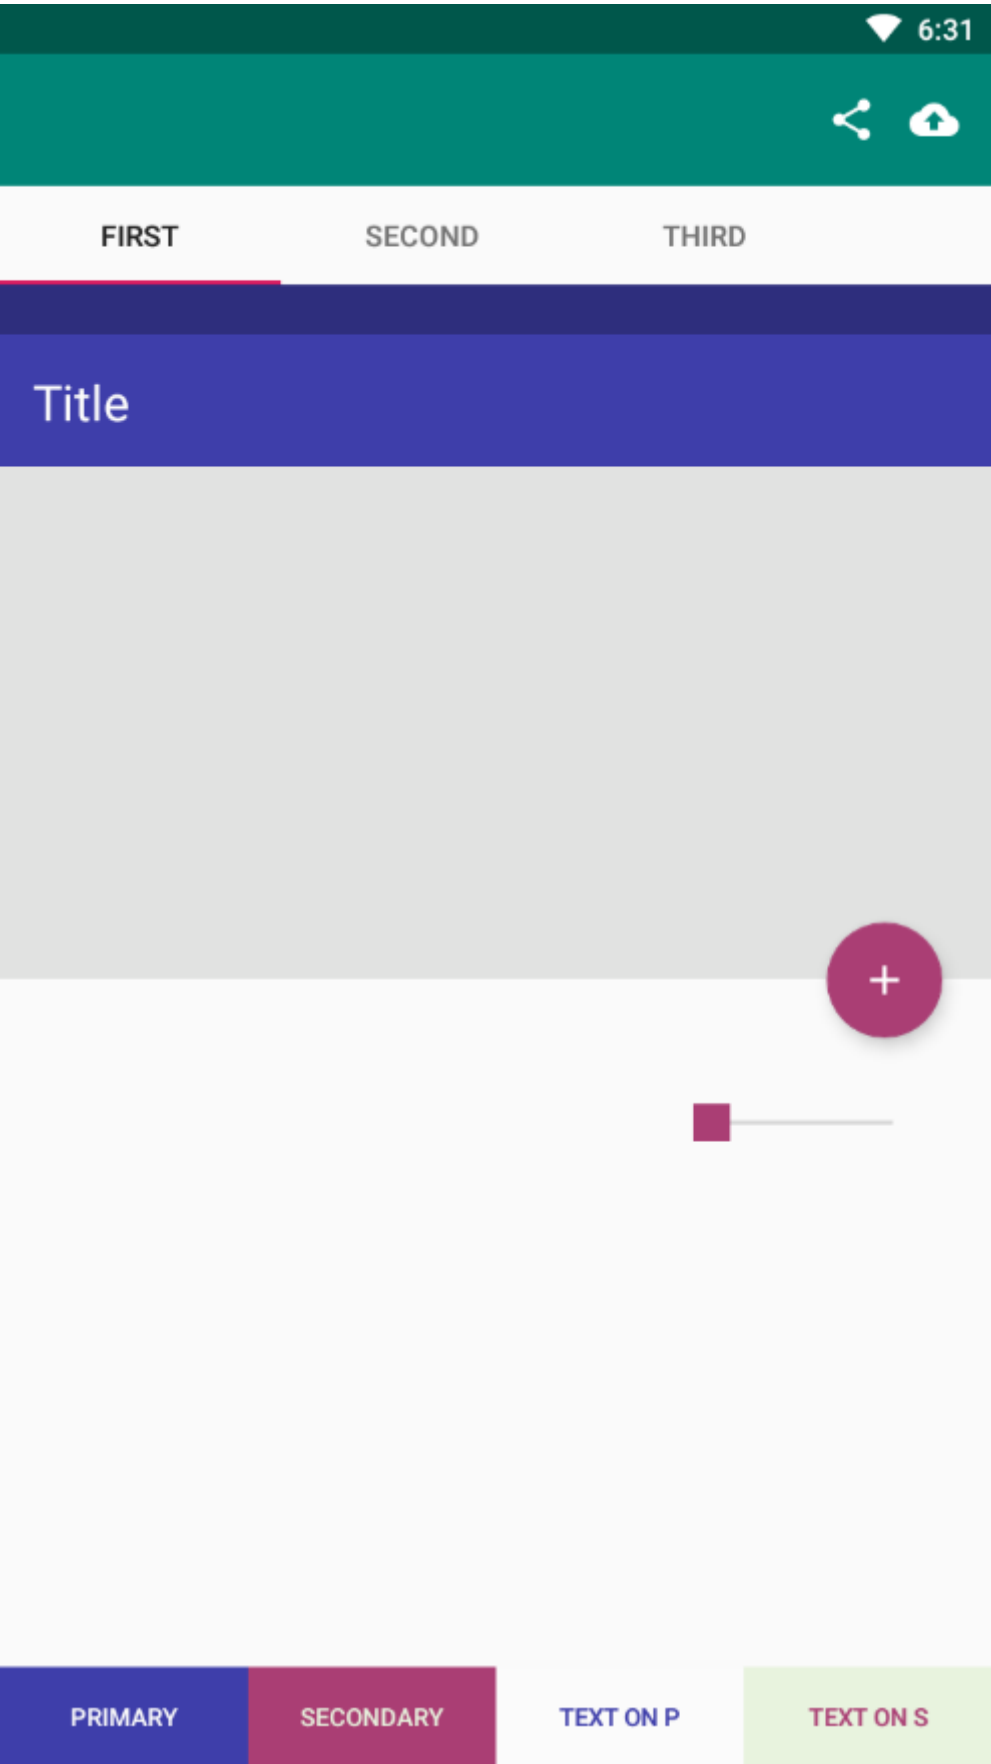 6:31
FIRST SECOND THIRD
Title
PRIMARY SECONDARY TEXT ON P TEXT ON S